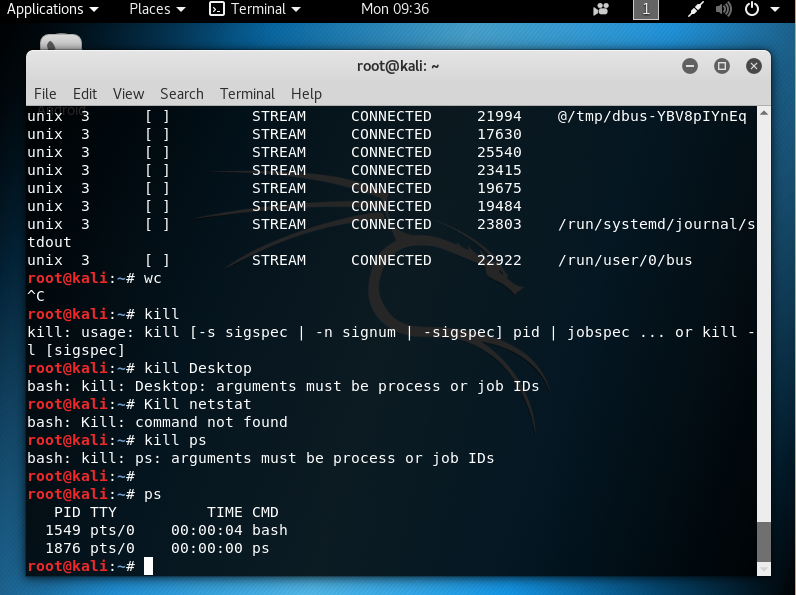 Applications Places Terminal Mon 09:36 1
root@kali: ~
File Edit View Search Terminal Help
Android
unix  3      [ ]         STREAM     CONNECTED     21994    @/tmp/dbus-YBV8pIYnEq
unix  3      [ ]         STREAM     CONNECTED     17630
unix  3      [ ]         STREAM     CONNECTED     25540
unix  3      [ ]         STREAM     CONNECTED     23415
unix  3      [ ]         STREAM     CONNECTED     19675
unix  3      [ ]         STREAM     CONNECTED     19484
unix  3      [ ]         STREAM     CONNECTED     23803    /run/systemd/journal/s
tdout
unix  3      [ ]         STREAM     CONNECTED     22922    /run/user/0/bus
root@kali:~# wc
^C
root@kali:~# kill
kill: usage: kill [-s sigspec | -n signum | -sigspec] pid | jobspec ... or kill -
l [sigspec]
root@kali:~# kill Desktop
bash: kill: Desktop: arguments must be process or job IDs
root@kali:~# Kill netstat
bash: Kill: command not found
root@kali:~# kill ps
bash: kill: ps: arguments must be process or job IDs
root@kali:~#
root@kali:~# ps
   PID TTY          TIME CMD
  1549 pts/0    00:00:04 bash
  1876 pts/0    00:00:00 ps
root@kali:~#